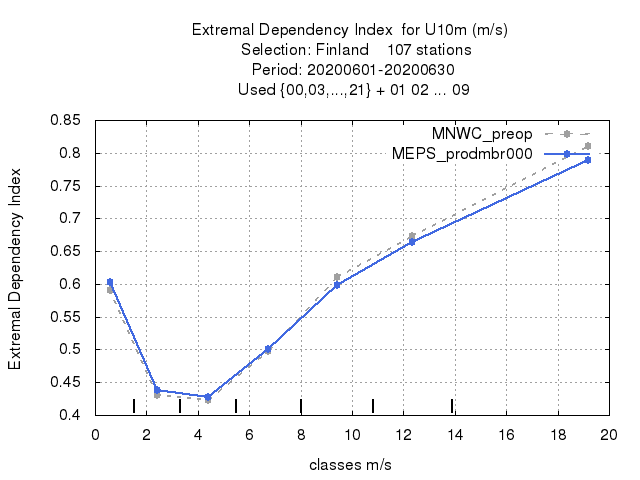 Extremal Dependency Index  for U10m (m/s)
Selection: Finland    107 stations
Period: 20200601-20200630
Used {00,03,...,21} + 01 02 ... 09
MNWC_preop
MEPS_prodmbr000
Extremal Dependency Index
0.85
0.8
0.75
0.7
0.65
0.6
0.55
0.5
0.45
0.4
0 2 4 6 8 10 12 14 16 18 20
classes m/s